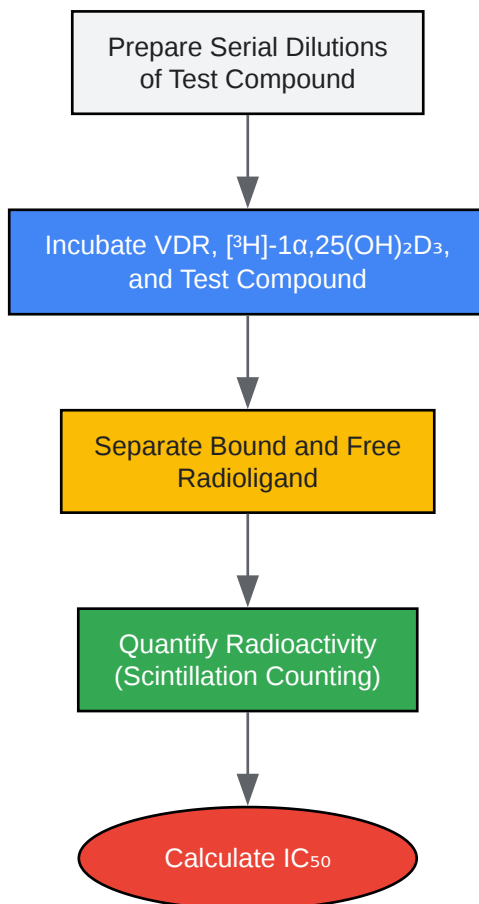 Prepare Serial Dilutions
of Test Compound
Incubate VDR, [³H]-1α,25(OH)₂D₃,
and Test Compound
Separate Bound and Free
Radioligand
Quantify Radioactivity
(Scintillation Counting)
Calculate IC₅₀